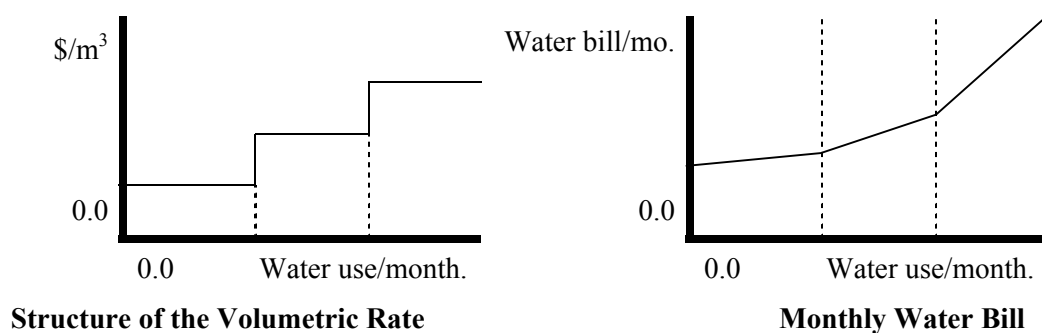 $/m³
0.0
0.0 Water use/month.
Structure of the Volumetric Rate
Water bill/mo.
0.0
0.0 Water use/month.
Monthly Water Bill